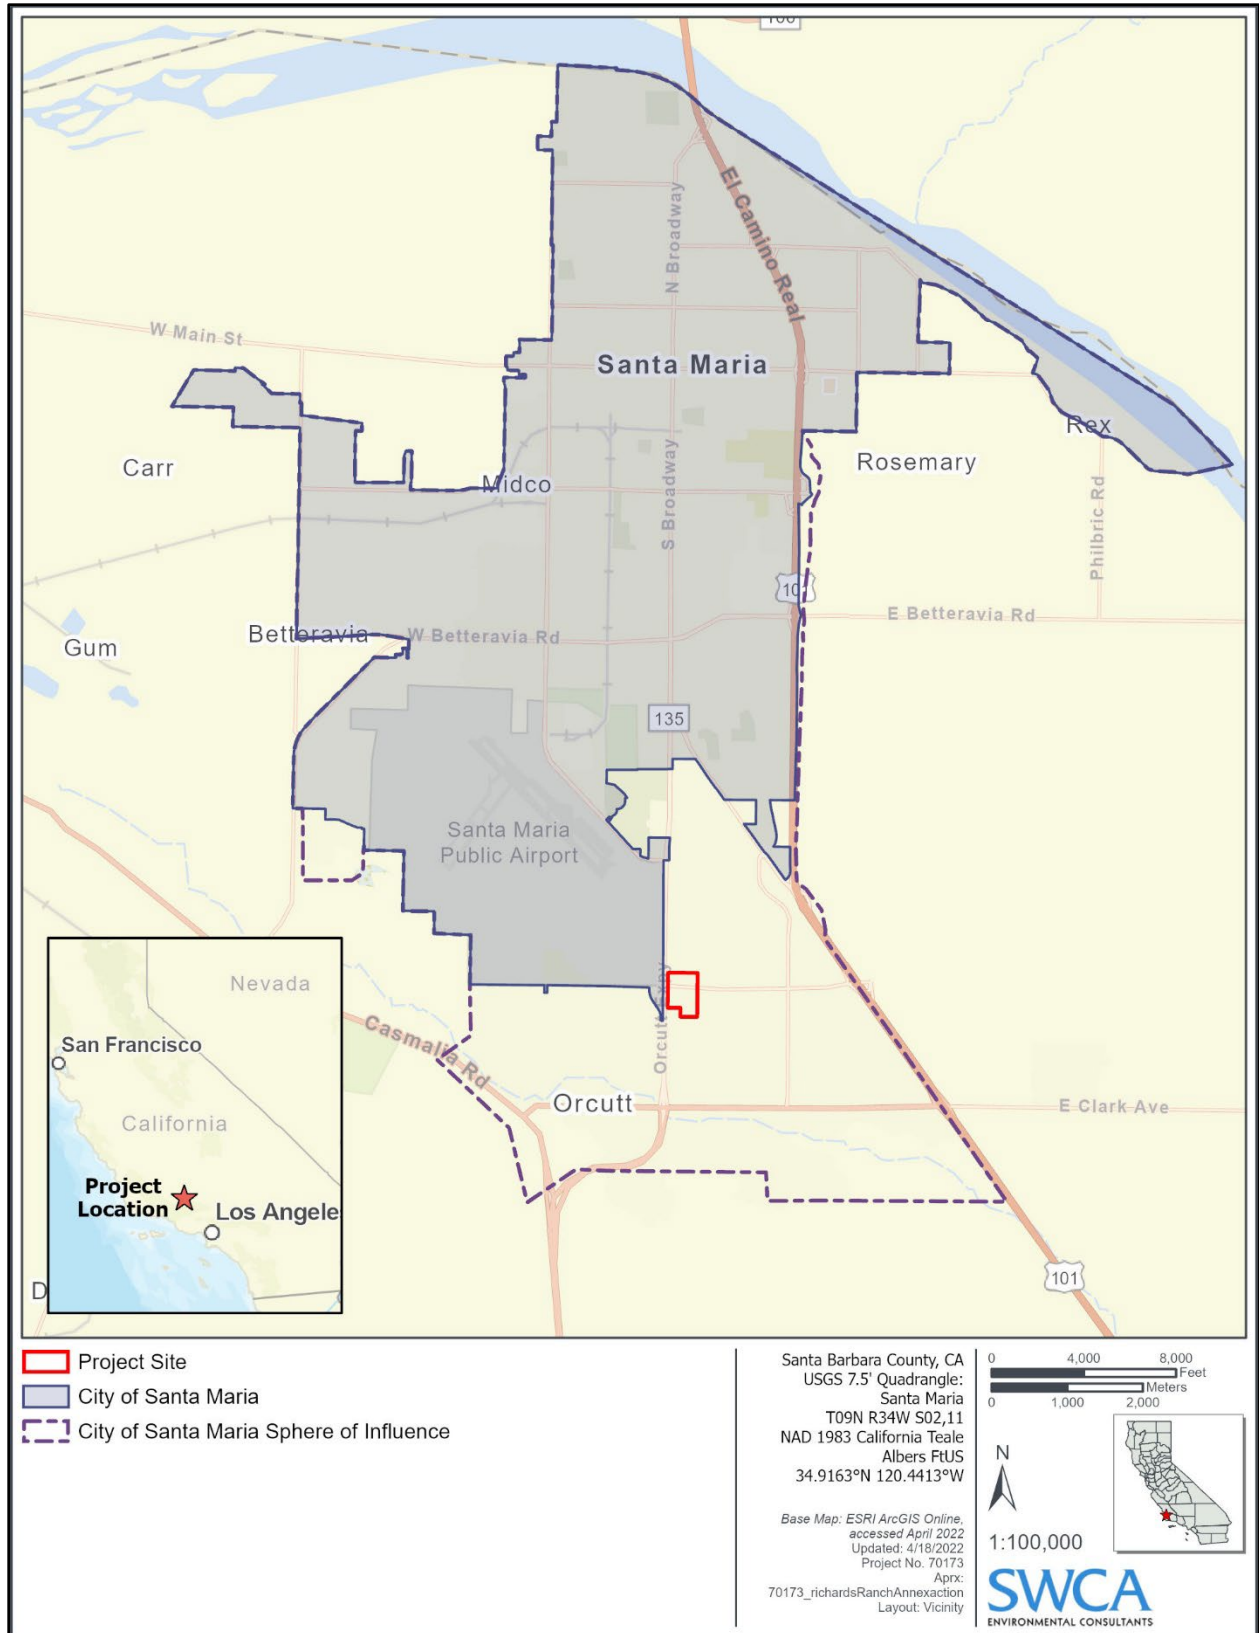 El Camino Real
N Broadway
W Main St
Santa Maria
Rex
Carr
Rosemary
Midco
S Broadway
Philbric Rd
E Betteravia Rd
Betteravia
W Betteravia Rd
Gum
135
Santa Maria
Public Airport
Nevada
San Francisco
California
Project
Location
Los Angele
Casmalia Rd
Orcutt
Orcutt
E Clark Ave
101
D
Project Site
City of Santa Maria
City of Santa Maria Sphere of Influence
Santa Barbara County, CA
USGS 7.5' Quadrangle:
Santa Maria
T09N R34W S02,11
NAD 1983 California Teale
Albers FtUS
34.9163°N 120.4413°W
Base Map: ESRI ArcGIS Online,
accessed April 2022
Updated: 4/18/2022
Project No. 70173
Aprx:
70173_richardsRanchAnnexaction
Layout: Vicinity
0 4,000 8,000
Feet
Meters
0 1,000 2,000
N
1:100,000
SWCA
ENVIRONMENTAL CONSULTANTS